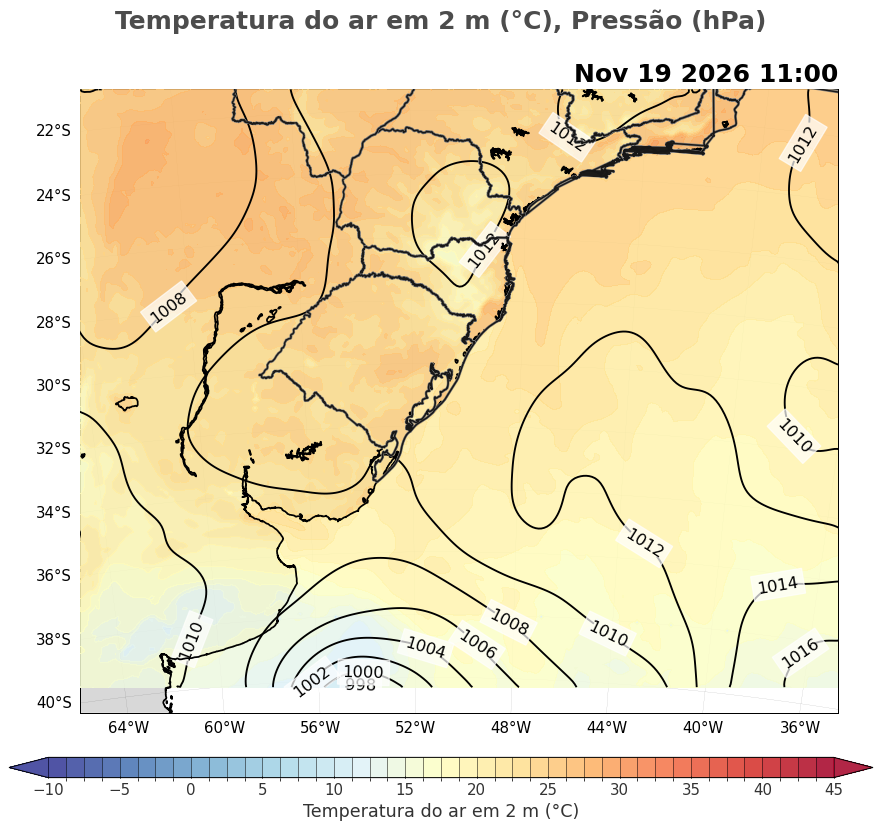 Temperatura do ar em 2 m (°C), Pressão (hPa)
Nov 19 2026 11:00
22°S
24°S
26°S
28°S
30°S
32°S
34°S
36°S
38°S
40°S
1012
1012
1012
1008
1010
1012
1014
1016
1010
1008
1010
1006
1004
1002
1000
998
64°W 60°W 56°W 52°W 48°W 44°W 40°W 36°W
−10 −5 0 5 10 15 20 25 30 35 40 45
Temperatura do ar em 2 m (°C)